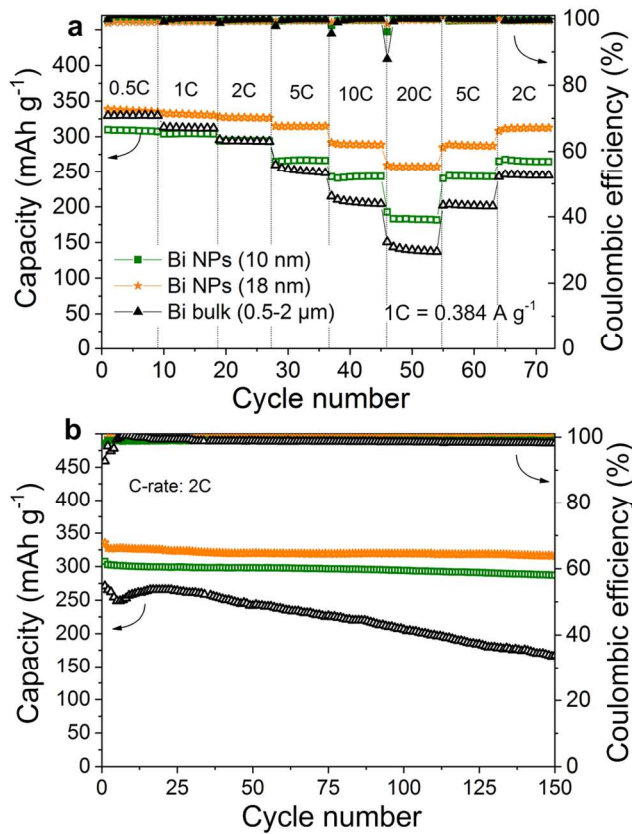 a
0.5C 1C 2C 5C 10C 20C 5C 2C
Bi NPs (10 nm)
Bi NPs (18 nm)
Bi bulk (0.5-2 µm)
1C = 0.384 A g⁻¹
Capacity (mAh g⁻¹)
450
400
350
300
250
200
150
100
50
0
Coulombic efficiency (%)
100
80
60
40
20
0
0 10 20 30 40 50 60 70
Cycle number
b
C-rate: 2C
Capacity (mAh g⁻¹)
450
400
350
300
250
200
150
100
50
0
Coulombic efficiency (%)
100
80
60
40
20
0
0 25 50 75 100 125 150
Cycle number